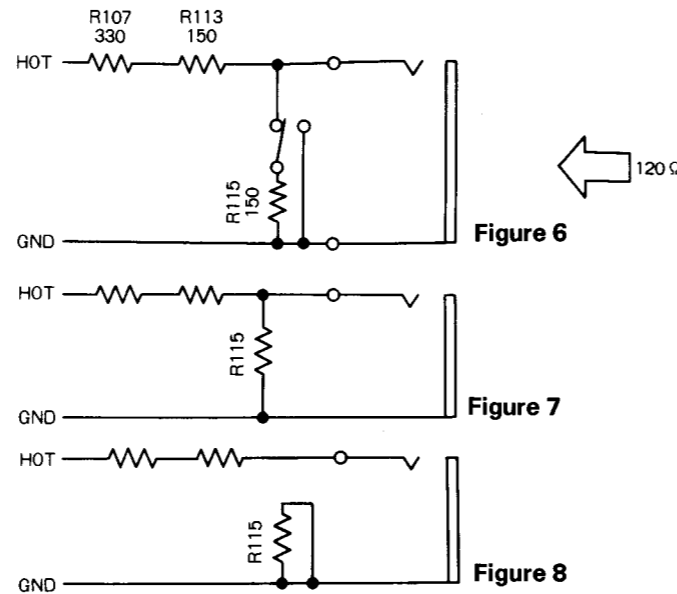 R107 R113
330 150
HOT
R115
150
120 Ω
GND
Figure 6
HOT
R115
GND
Figure 7
HOT
R115
GND
Figure 8